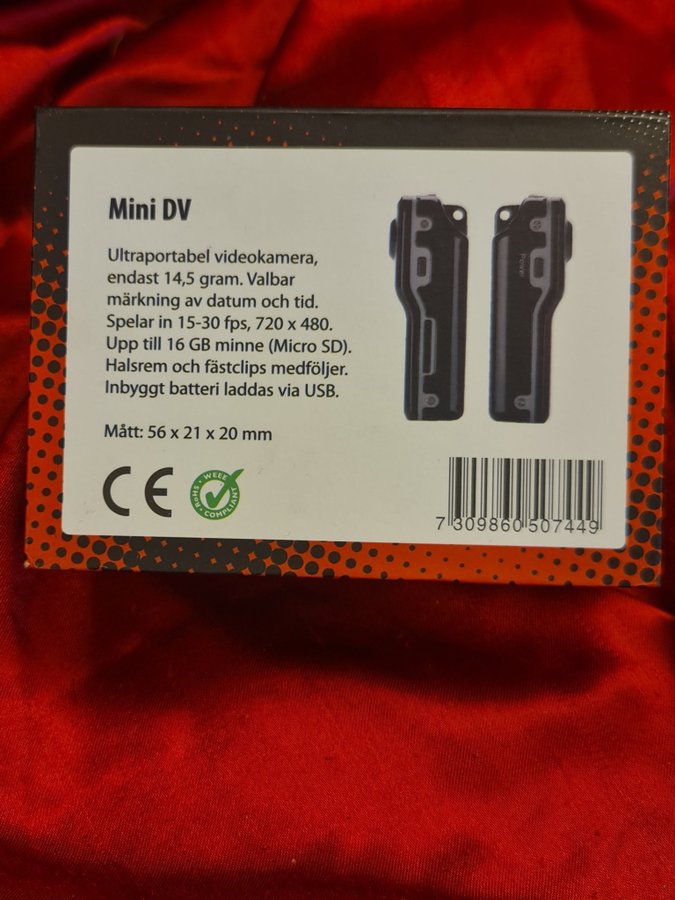 Mini DV
Ultraportabel videokamera,
endast 14,5 gram. Valbar
märkning av datum och tid.
Spelar in 15-30 fps, 720 x 480.
Upp till 16 GB minne (Micro SD).
Halsrem och fästclips medföljer.
Inbyggt batteri laddas via USB.
Mått: 56 x 21 x 20 mm
Power
CE
WEEE
RoHS
COMPLIANT
7 309860 507449